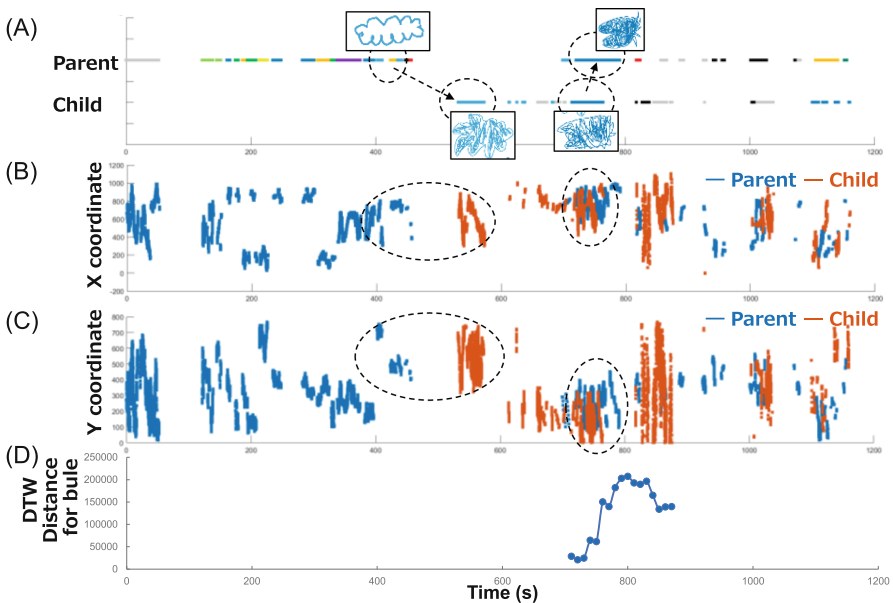 (A)
Parent
Child
0 200 400 600 800 1000 1200
(B)
X coordinate
1200
1000
800
600
400
200
0
-200
Parent Child
0 200 400 600 800 1000 1200
(C)
Y coordinate
800
700
600
500
400
300
200
100
0
Parent Child
0 200 400 600 800 1000 1200
(D)
DTW
Distance
for bule
250000
200000
150000
100000
50000
0
0 200 400 600 800 1000 1200
Time (s)